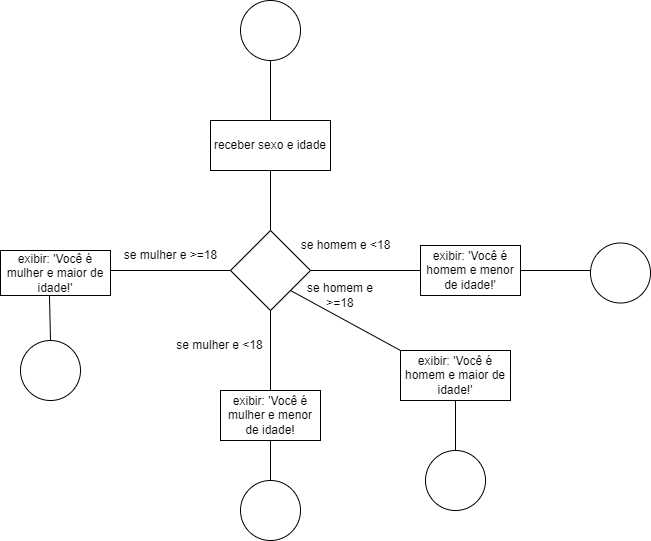 receber sexo e idade
se mulher e >=18
se homem e <18
exibir: 'Você é
mulher e maior de
idade!'
exibir: 'Você é
homem e menor
de idade!'
se homem e
>=18
se mulher e <18
exibir: 'Você é
homem e maior de
idade!'
exibir: 'Você é
mulher e menor
de idade!